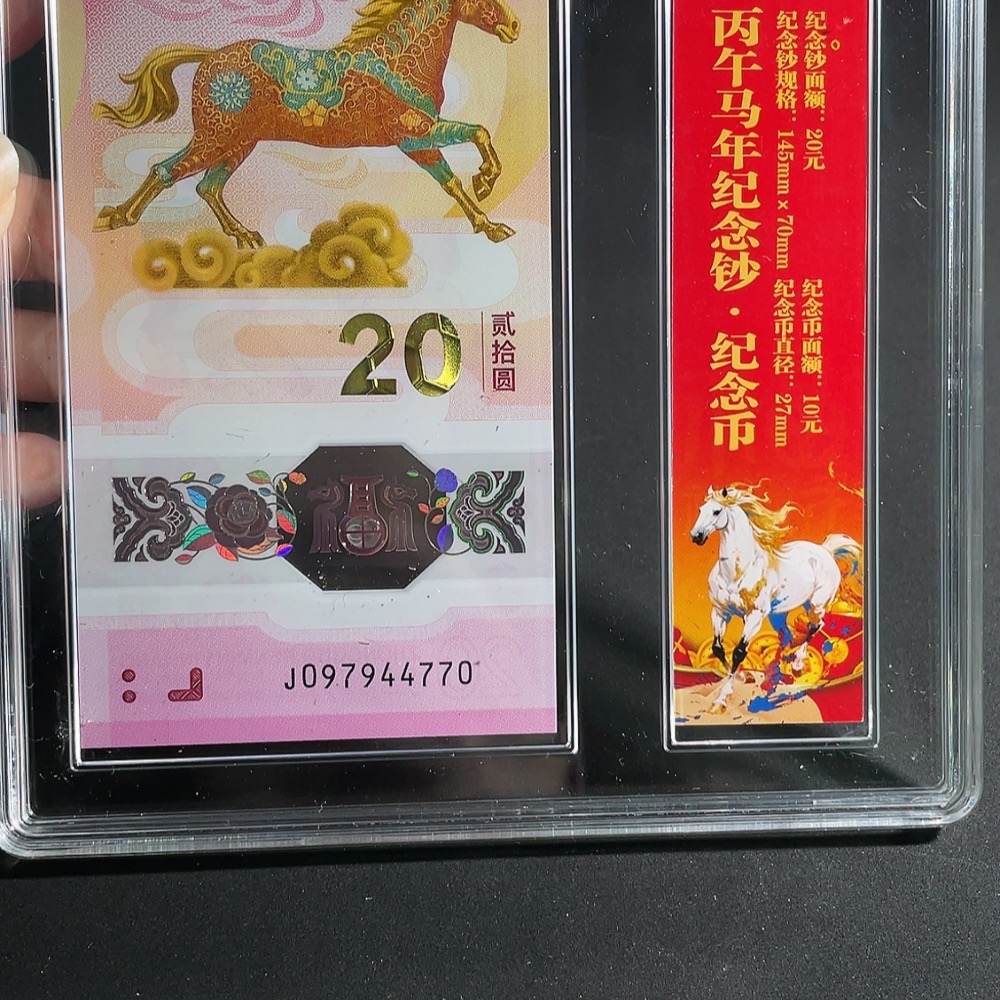 20
贰拾圆
J097944770
丙午马年纪念钞·纪念币
纪念钞面额：20元
纪念钞规格：145mm×70mm
纪念币面额：10元
纪念币直径：27mm